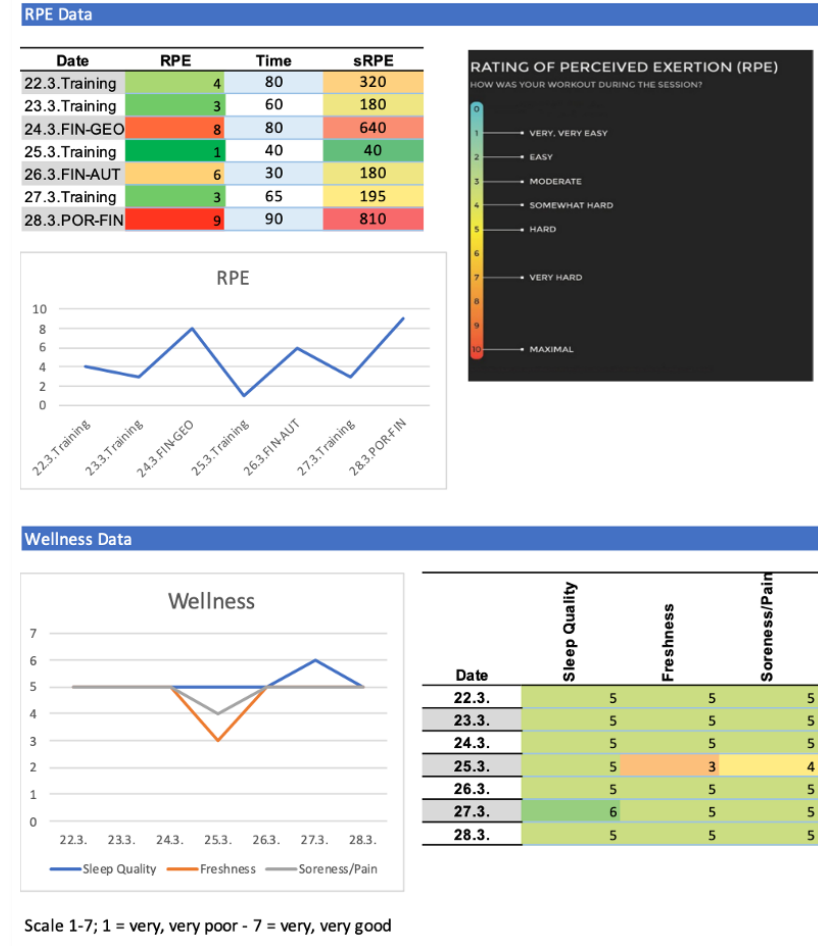 RPE Data
Date RPE Time sRPE
22.3.Training 4 80 320
23.3.Training 3 60 180
24.3.FIN-GEO 8 80 640
25.3.Training 1 40 40
26.3.FIN-AUT 6 30 180
27.3.Training 3 65 195
28.3.POR-FIN 9 90 810
RATING OF PERCEIVED EXERTION (RPE)
HOW WAS YOUR WORKOUT DURING THE SESSION?
0
1 VERY, VERY EASY
2 EASY
3 MODERATE
4 SOMEWHAT HARD
5 HARD
6
7 VERY HARD
8
9
10 MAXIMAL
RPE
10
8
6
4
2
0
22.3.Training 23.3.Training 24.3.FIN-GEO 25.3.Training 26.3.FIN-AUT 27.3.Training 28.3.POR-FIN
Wellness Data
Wellness
7
6
5
4
3
2
1
0
22.3. 23.3. 24.3. 25.3. 26.3. 27.3. 28.3.
Sleep Quality Freshness Soreness/Pain
Date Sleep Quality Freshness Soreness/Pain
22.3. 5 5 5
23.3. 5 5 5
24.3. 5 5 5
25.3. 5 3 4
26.3. 5 5 5
27.3. 6 5 5
28.3. 5 5 5
Scale 1-7; 1 = very, very poor - 7 = very, very good